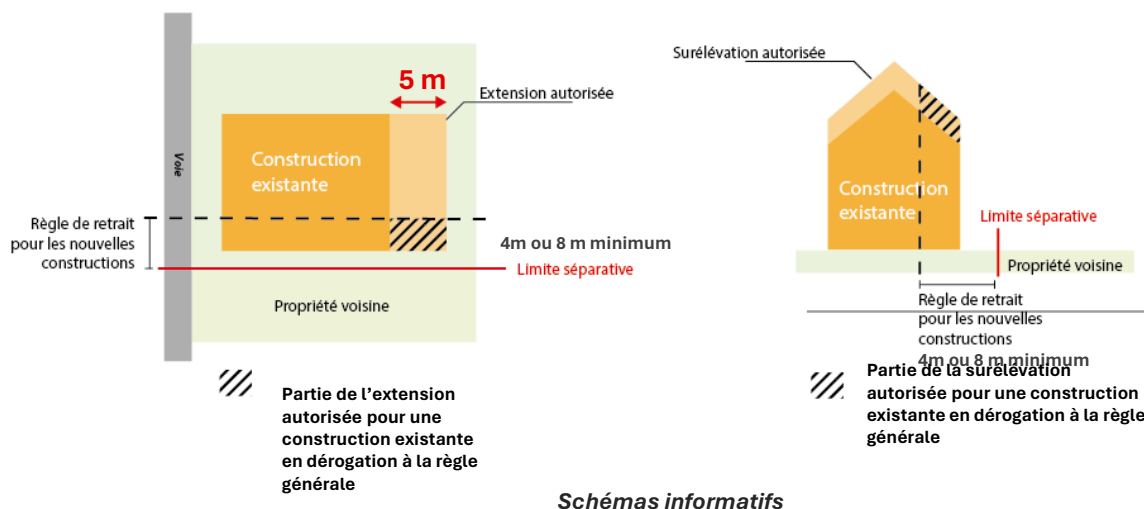 5 m
Extension autorisée
Voie
Construction
existante
Règle de retrait
pour les nouvelles
constructions
4m ou 8 m minimum
Limite séparative
Propriété voisine
Partie de l’extension
autorisée pour une
construction existante
en dérogation à la règle
générale
Surélévation autorisée
Construction
existante
Limite séparative
Propriété voisine
Règle de retrait
pour les nouvelles
constructions
4m ou 8 m minimum
Partie de la surélévation
autorisée pour une construction
existante en dérogation à la règle
générale
Schémas informatifs